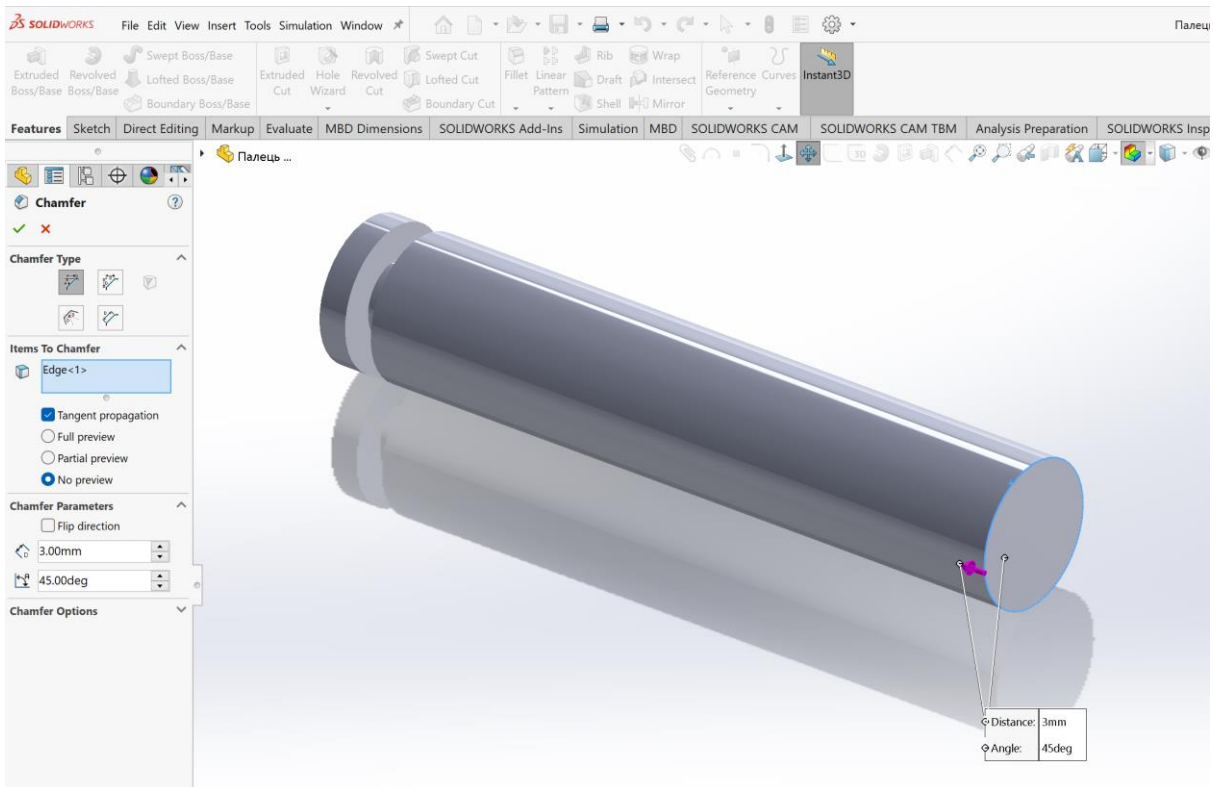 SOLIDWORKS File Edit View Insert Tools Simulation Window Палець
Extruded Boss/Base
Revolved Boss/Base
Swept Boss/Base
Lofted Boss/Base
Boundary Boss/Base
Extruded Cut
Hole Wizard
Revolved Cut
Swept Cut
Lofted Cut
Boundary Cut
Fillet
Linear Pattern
Rib
Draft
Shell
Wrap
Intersect
Mirror
Reference Geometry
Curves
Instant3D
Features Sketch Direct Editing Markup Evaluate MBD Dimensions SOLIDWORKS Add-Ins Simulation MBD SOLIDWORKS CAM SOLIDWORKS CAM TBM Analysis Preparation SOLIDWORKS Insp
Палець ...
Chamfer
Chamfer Type
Items To Chamfer
Edge<1>
Tangent propagation
Full preview
Partial preview
No preview
Chamfer Parameters
Flip direction
3.00mm
45.00deg
Chamfer Options
Distance: 3mm
Angle: 45deg